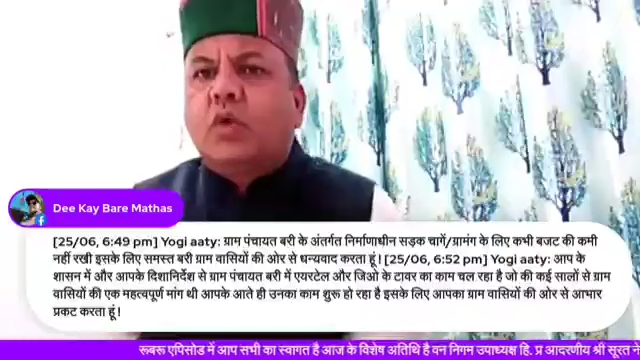 Dee Kay Bare Mathas
[25/06, 6:49 pm] Yogi aaty: ग्राम पंचायत बरी के अंतर्गत निर्माणाधीन सड़क चागें/ग्रामंग के लिए कभी बजट की कमी
नहीं रखी इसके लिए समस्त बरी ग्राम वासियों की ओर से धन्यवाद करता हूं ! [25/06, 6:52 pm] Yogi aaty: आप के
शासन में और आपके दिशानिर्देश से ग्राम पंचायत बरी में एयरटेल और जिओ के टावर का काम चल रहा है जो की कई सालों से ग्राम
वासियों की एक महत्वपूर्ण मांग थी आपके आते ही उनका काम शुरू हो रहा है इसके लिए आपका ग्राम वासियों की ओर से आभार
प्रकट करता हूं !
रूबरू एपिसोड में आप सभी का स्वागत है आज के विशेष अतिथि है वन निगम उपाध्यक्ष हि. प्र आदरणीय श्री सूरत ने